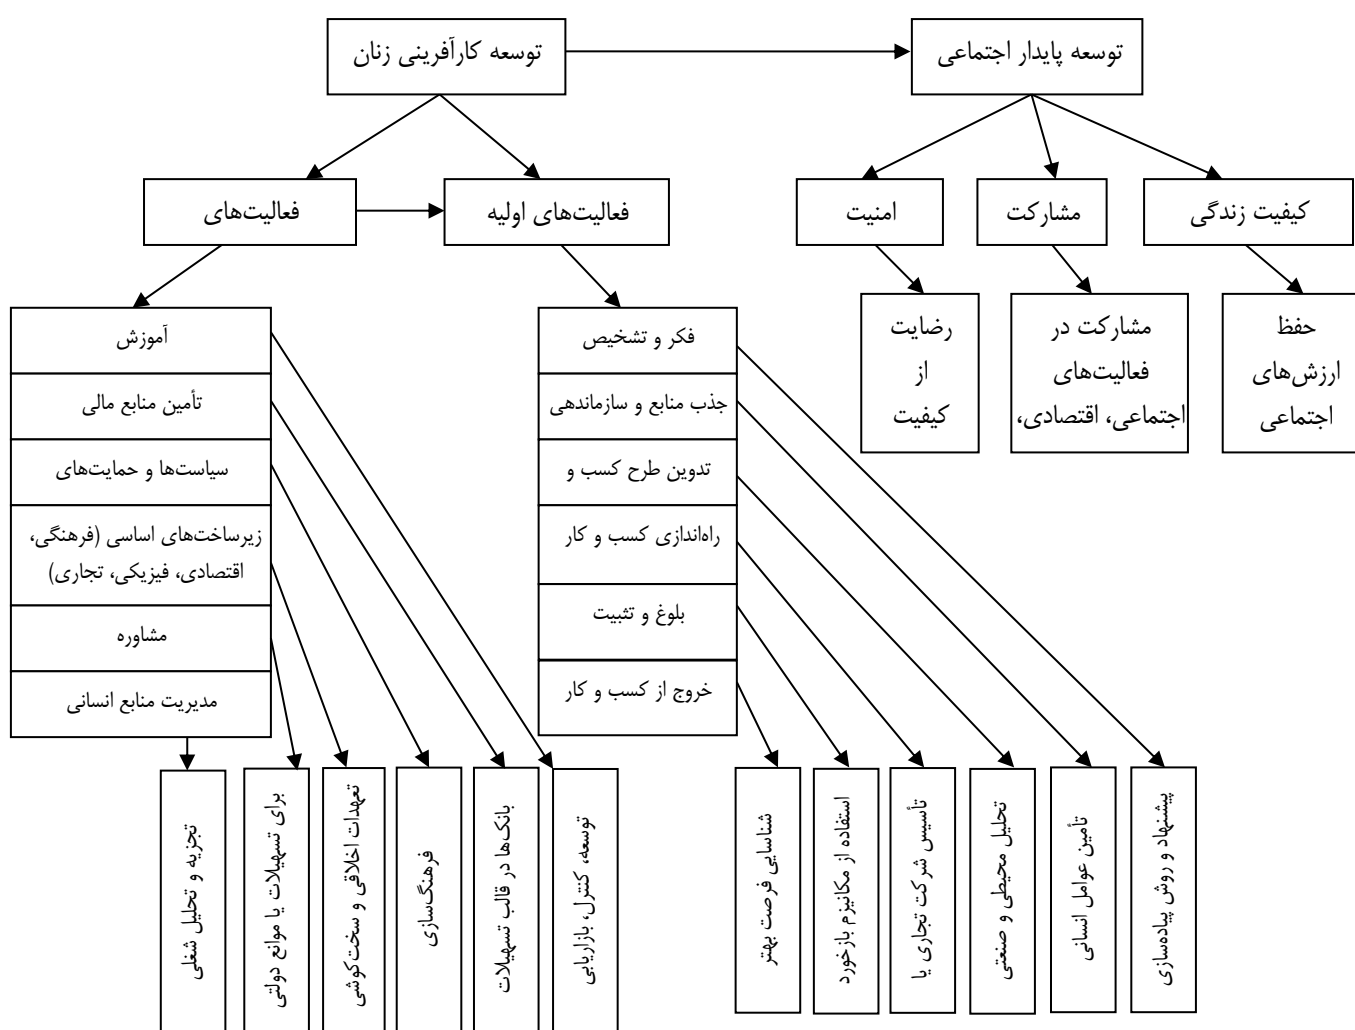 توسعه پایدار اجتماعی
توسعه کارآفرینی زنان
کیفیت زندگی
مشارکت
امنیت
فعالیت‌های اولیه
فعالیت‌های
حفظ
ارزش‌های
اجتماعی
مشارکت در
فعالیت‌های
اجتماعی، اقتصادی،
رضایت
از
کیفیت
فکر و تشخیص
جذب منابع و سازماندهی
تدوین طرح کسب و
راه‌اندازی کسب و کار
بلوغ و تثبیت
خروج از کسب و کار
آموزش
تأمین منابع مالی
سیاست‌ها و حمایت‌های
زیرساخت‌های اساسی (فرهنگی،
اقتصادی، فیزیکی، تجاری)
مشاوره
مدیریت منابع انسانی
پیشنهاد و روش پیاده‌سازی
تأمین عوامل انسانی
تحلیل محیطی و صنعتی
تأسیس شرکت تجاری یا
استفاده از مکانیزم بازخورد
شناسایی فرصت بهتر
توسعه، کنترل، بازاریابی
بانک‌ها در قالب تسهیلات
فرهنگ‌سازی
تعهدات اخلاقی و سخت‌کوشی
برای تسهیلات یا موانع دولتی
تجزیه و تحلیل شغلی